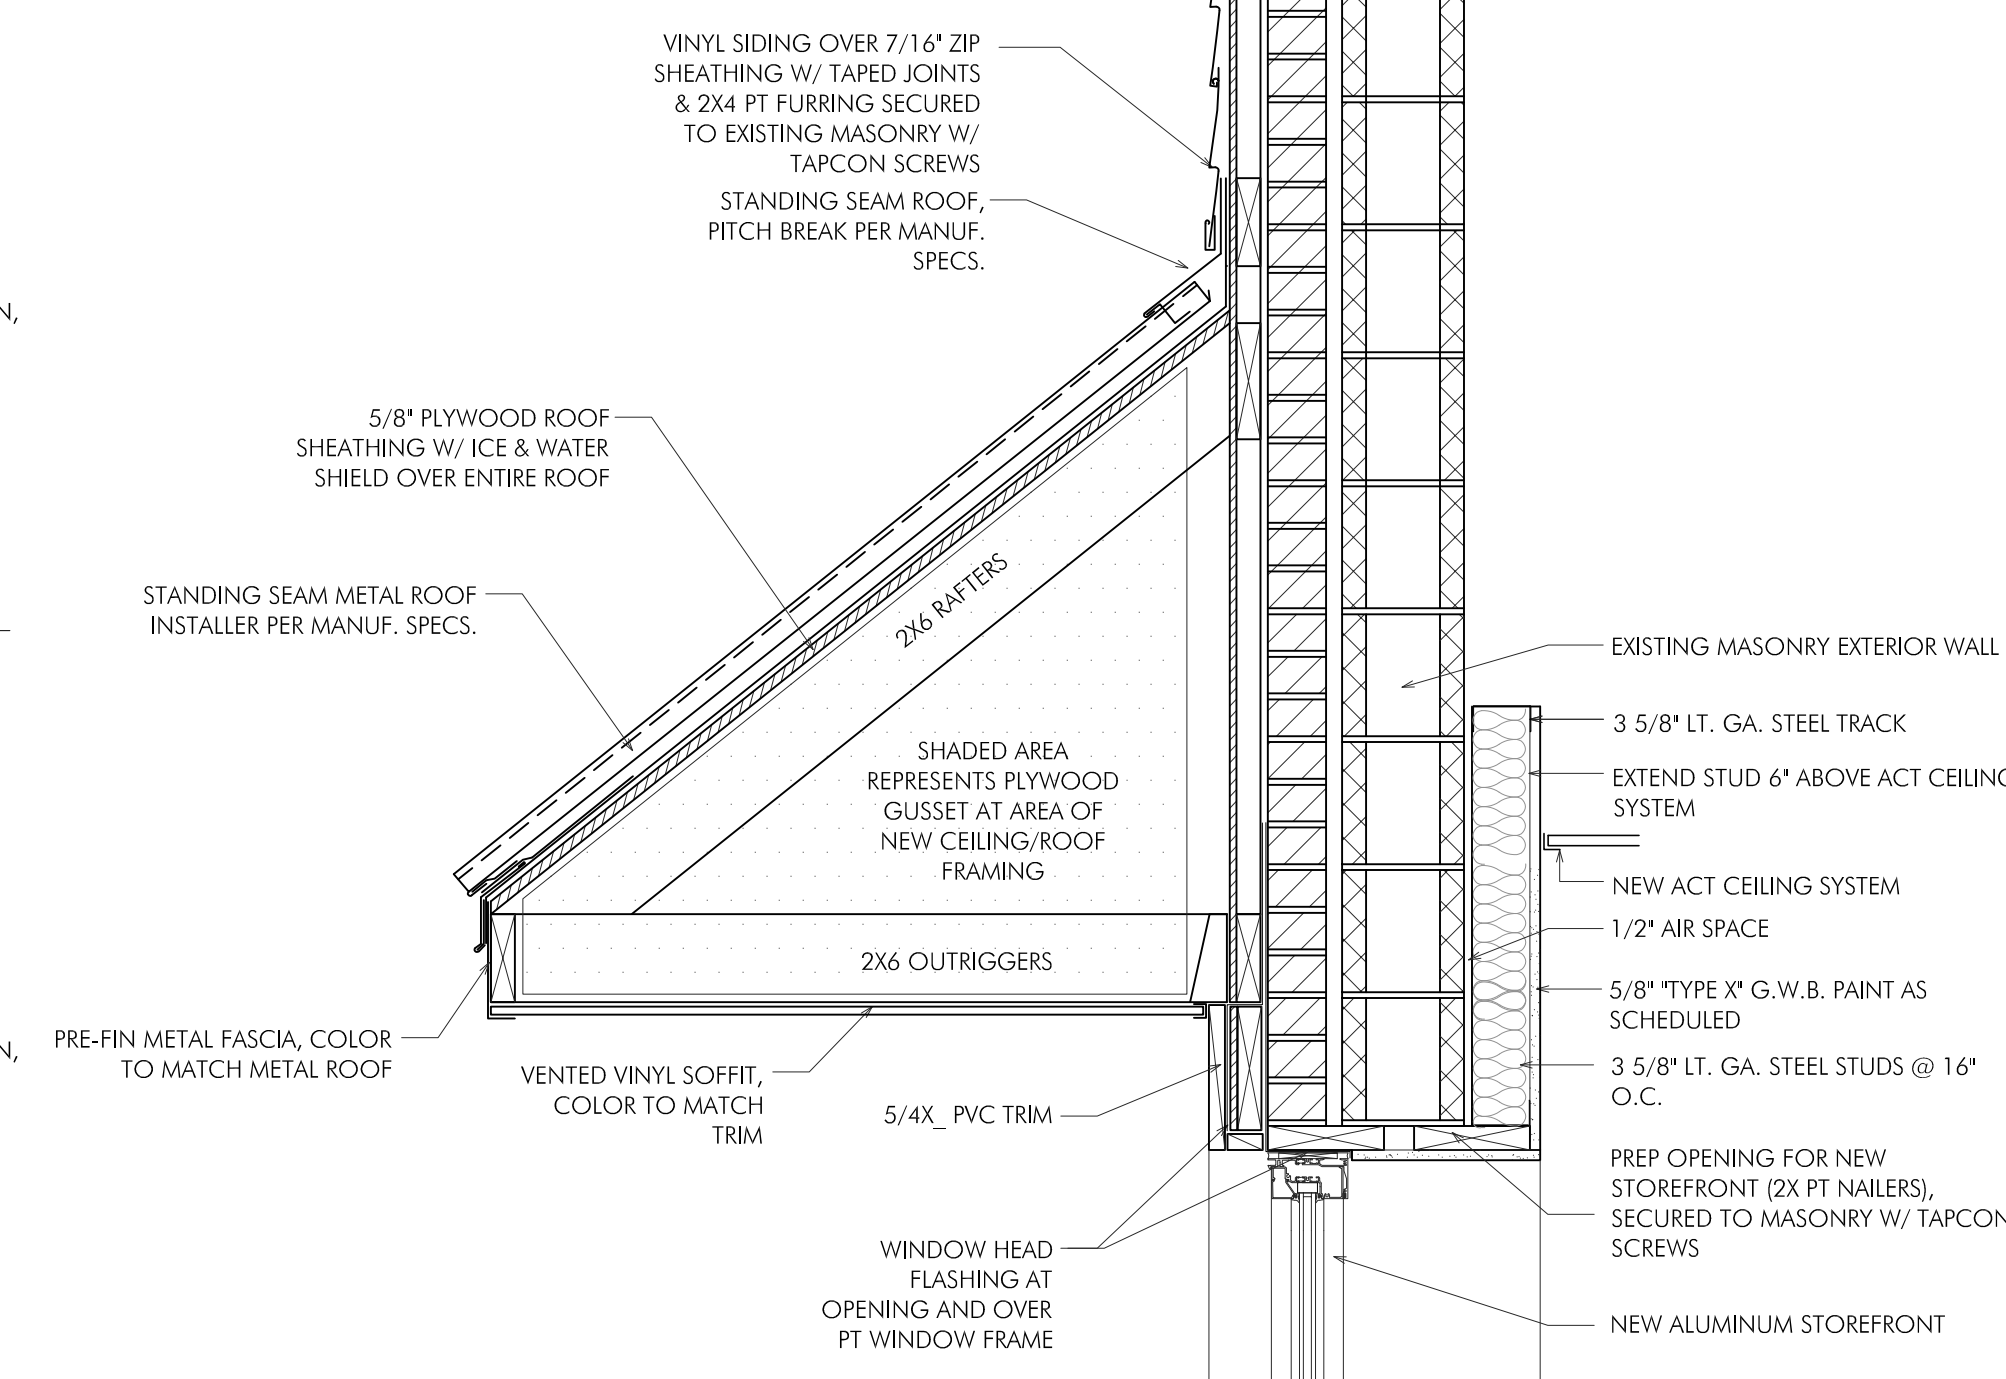 VINYL SIDING OVER 7/16" ZIP
SHEATHING W/ TAPED JOINTS
& 2X4 PT FURRING SECURED
TO EXISTING MASONRY W/
TAPCON SCREWS
STANDING SEAM ROOF,
PITCH BREAK PER MANUF.
SPECS.
N,
5/8" PLYWOOD ROOF
SHEATHING W/ ICE & WATER
SHIELD OVER ENTIRE ROOF
STANDING SEAM METAL ROOF
INSTALLER PER MANUF. SPECS.
2X6 RAFTERS
SHADED AREA
REPRESENTS PLYWOOD
GUSSET AT AREA OF
NEW CEILING/ROOF
FRAMING
2X6 OUTRIGGERS
N,
PRE-FIN METAL FASCIA, COLOR
TO MATCH METAL ROOF
VENTED VINYL SOFFIT,
COLOR TO MATCH
TRIM
5/4X_ PVC TRIM
WINDOW HEAD
FLASHING AT
OPENING AND OVER
PT WINDOW FRAME
EXISTING MASONRY EXTERIOR WALL
3 5/8" LT. GA. STEEL TRACK
EXTEND STUD 6" ABOVE ACT CEILING
SYSTEM
NEW ACT CEILING SYSTEM
1/2" AIR SPACE
5/8" "TYPE X" G.W.B. PAINT AS
SCHEDULED
3 5/8" LT. GA. STEEL STUDS @ 16"
O.C.
PREP OPENING FOR NEW
STOREFRONT (2X PT NAILERS),
SECURED TO MASONRY W/ TAPCON
SCREWS
NEW ALUMINUM STOREFRONT